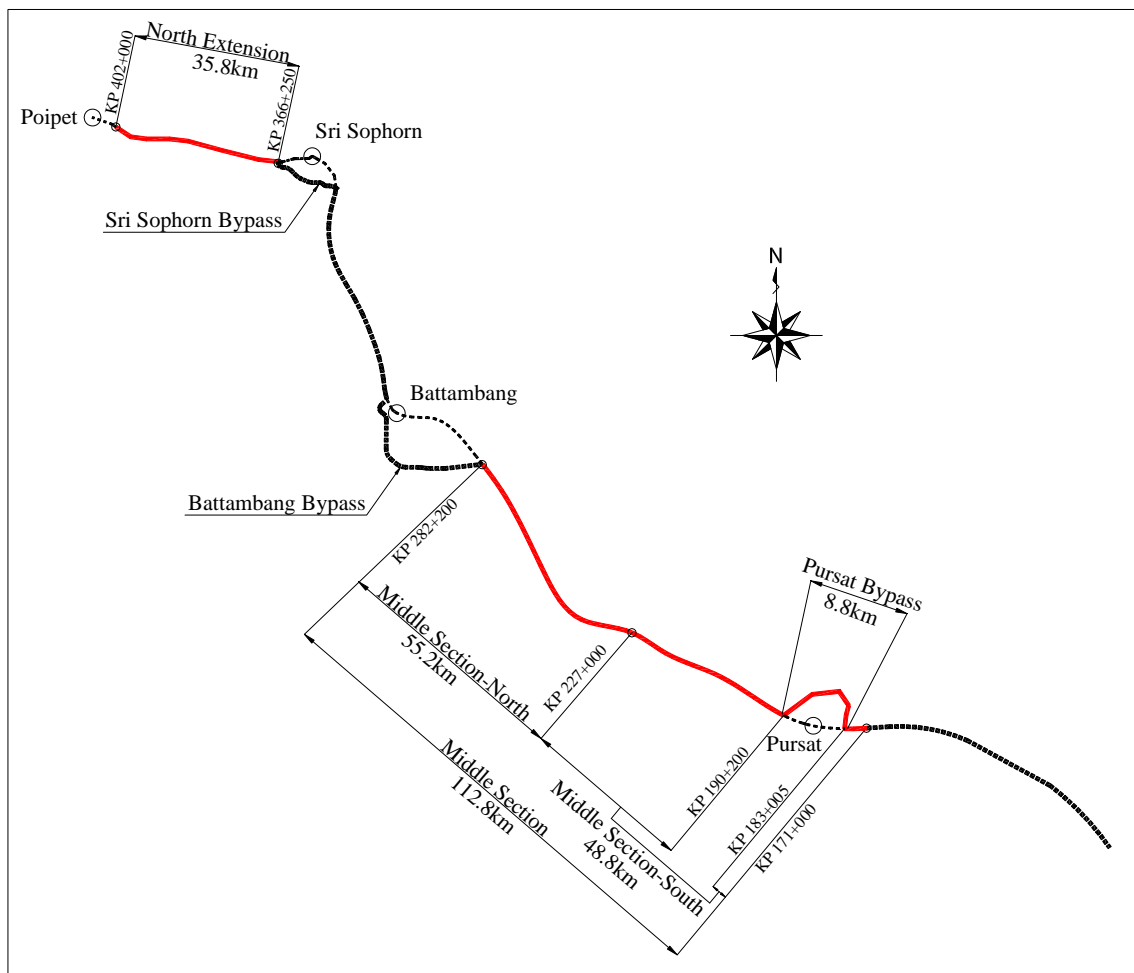 North Extension
35.8km
KP 402+000
KP 366+250
Poipet
Sri Sophorn
Sri Sophorn Bypass
N
Battambang
Battambang Bypass
KP 282+200
Pursat Bypass
8.8km
Middle Section-North
55.2km
KP 227+000
Pursat
KP 190+200
Middle Section
112.8km
Middle Section-South
48.8km
KP 183+005
KP 171+000